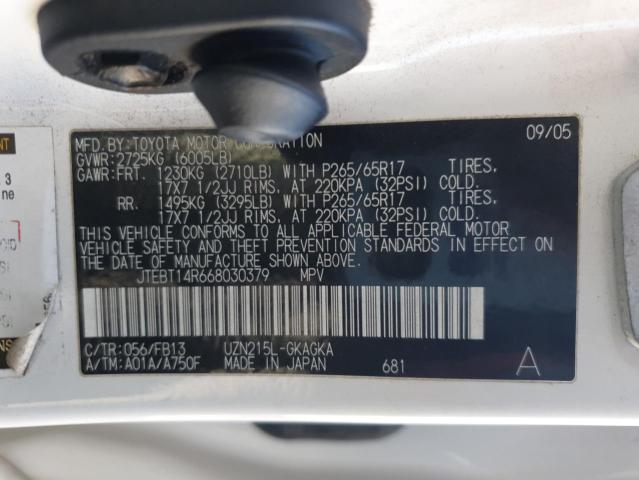 MFD.BY:TOYOTA MOTOR CORPORATION 09/05
GVWR:2725KG (6005LB)
GAWR:FRT. 1230KG (2710LB) WITH P265/65R17 TIRES,
17X7 1/2JJ RIMS, AT 220KPA (32PSI) COLD.
RR. 1495KG (3295LB) WITH P265/65R17 TIRES,
17X7 1/2JJ RIMS, AT 220KPA (32PSI) COLD.
THIS VEHICLE CONFORMS TO ALL APPLICABLE FEDERAL MOTOR
VEHICLE SAFETY AND THEFT PREVENTION STANDARDS IN EFFECT ON
THE DATE OF MANUFACTURE SHOWN ABOVE.
JTEBT14R668030379 MPV
C/TR:056/FB13 UZN215L-GKAGKA
A/TM:A01A/A750F MADE IN JAPAN 681 A
NT
3
ne